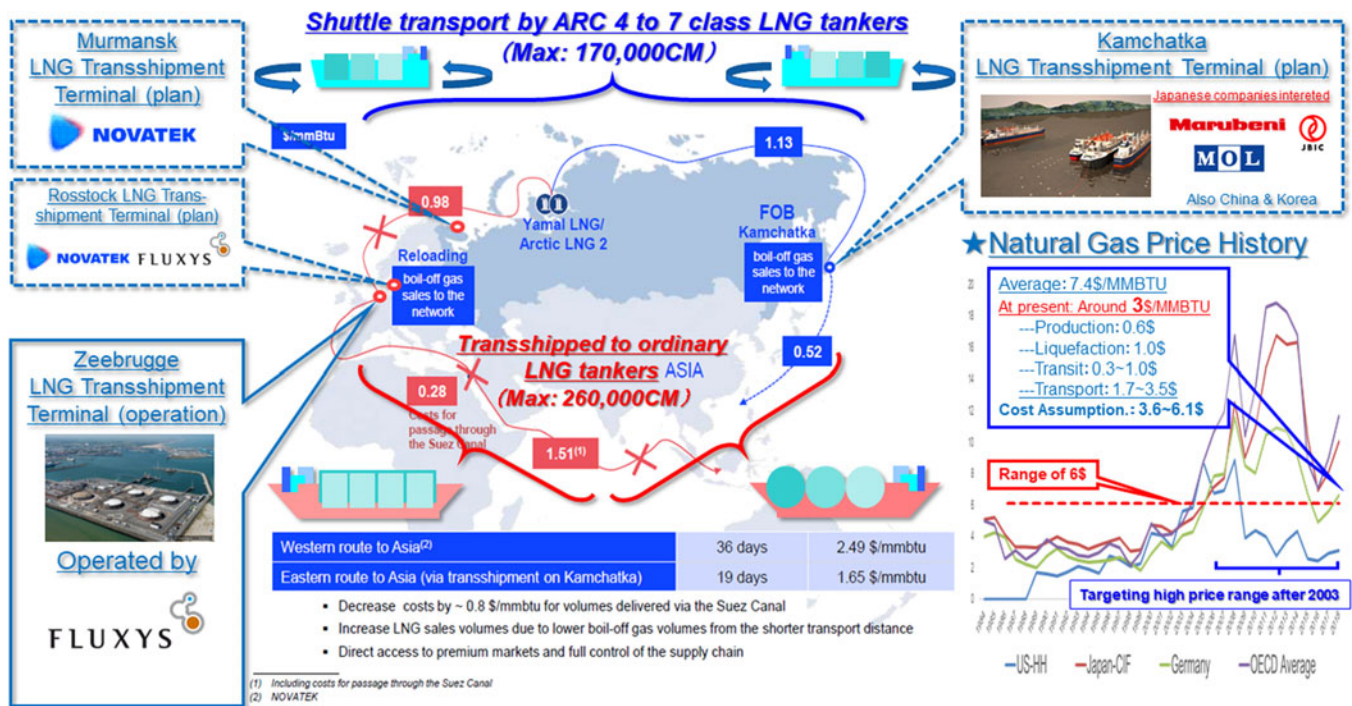 Shuttle transport by ARC 4 to 7 class LNG tankers
(Max: 170,000CM)
Murmansk
LNG Transshipment
Terminal (plan)
NOVATEK
Rosstock LNG Trans-
shipment Terminal (plan)
NOVATEK FLUXYS
Zeebrugge
LNG Transshipment
Terminal (operation)
Operated by
FLUXYS
$/mmBtu
0.98
1.13
Yamal LNG/
Arctic LNG 2
FOB
Kamchatka
Reloading
boil-off gas
sales to the
network
boil-off gas
sales to the
network
0.52
Transshipped to ordinary
LNG tankers
ASIA
(Max: 260,000CM)
0.28
Costs for
passage through
the Suez Canal
1.51(1)
Western route to Asia(2) 36 days 2.49 $/mmbtu
Eastern route to Asia (via transshipment on Kamchatka) 19 days 1.65 $/mmbtu
▪ Decrease costs by ~ 0.8 $/mmbtu for volumes delivered via the Suez Canal
▪ Increase LNG sales volumes due to lower boil-off gas volumes from the shorter transport distance
▪ Direct access to premium markets and full control of the supply chain
(1) Including costs for passage through the Suez Canal
(2) NOVATEK
Kamchatka
LNG Transshipment Terminal (plan)
Japanese companies intereted
Marubeni
JBIC
MOL
Also China & Korea
★Natural Gas Price History
Average: 7.4$/MMBTU
At present: Around 3$/MMBTU
---Production: 0.6$
---Liquefaction: 1.0$
---Transit: 0.3~1.0$
---Transport: 1.7~3.5$
Cost Assumption.: 3.6~6.1$
Range of 6$
Targeting high price range after 2003
US-HH Japan-CIF Germany OECD Average